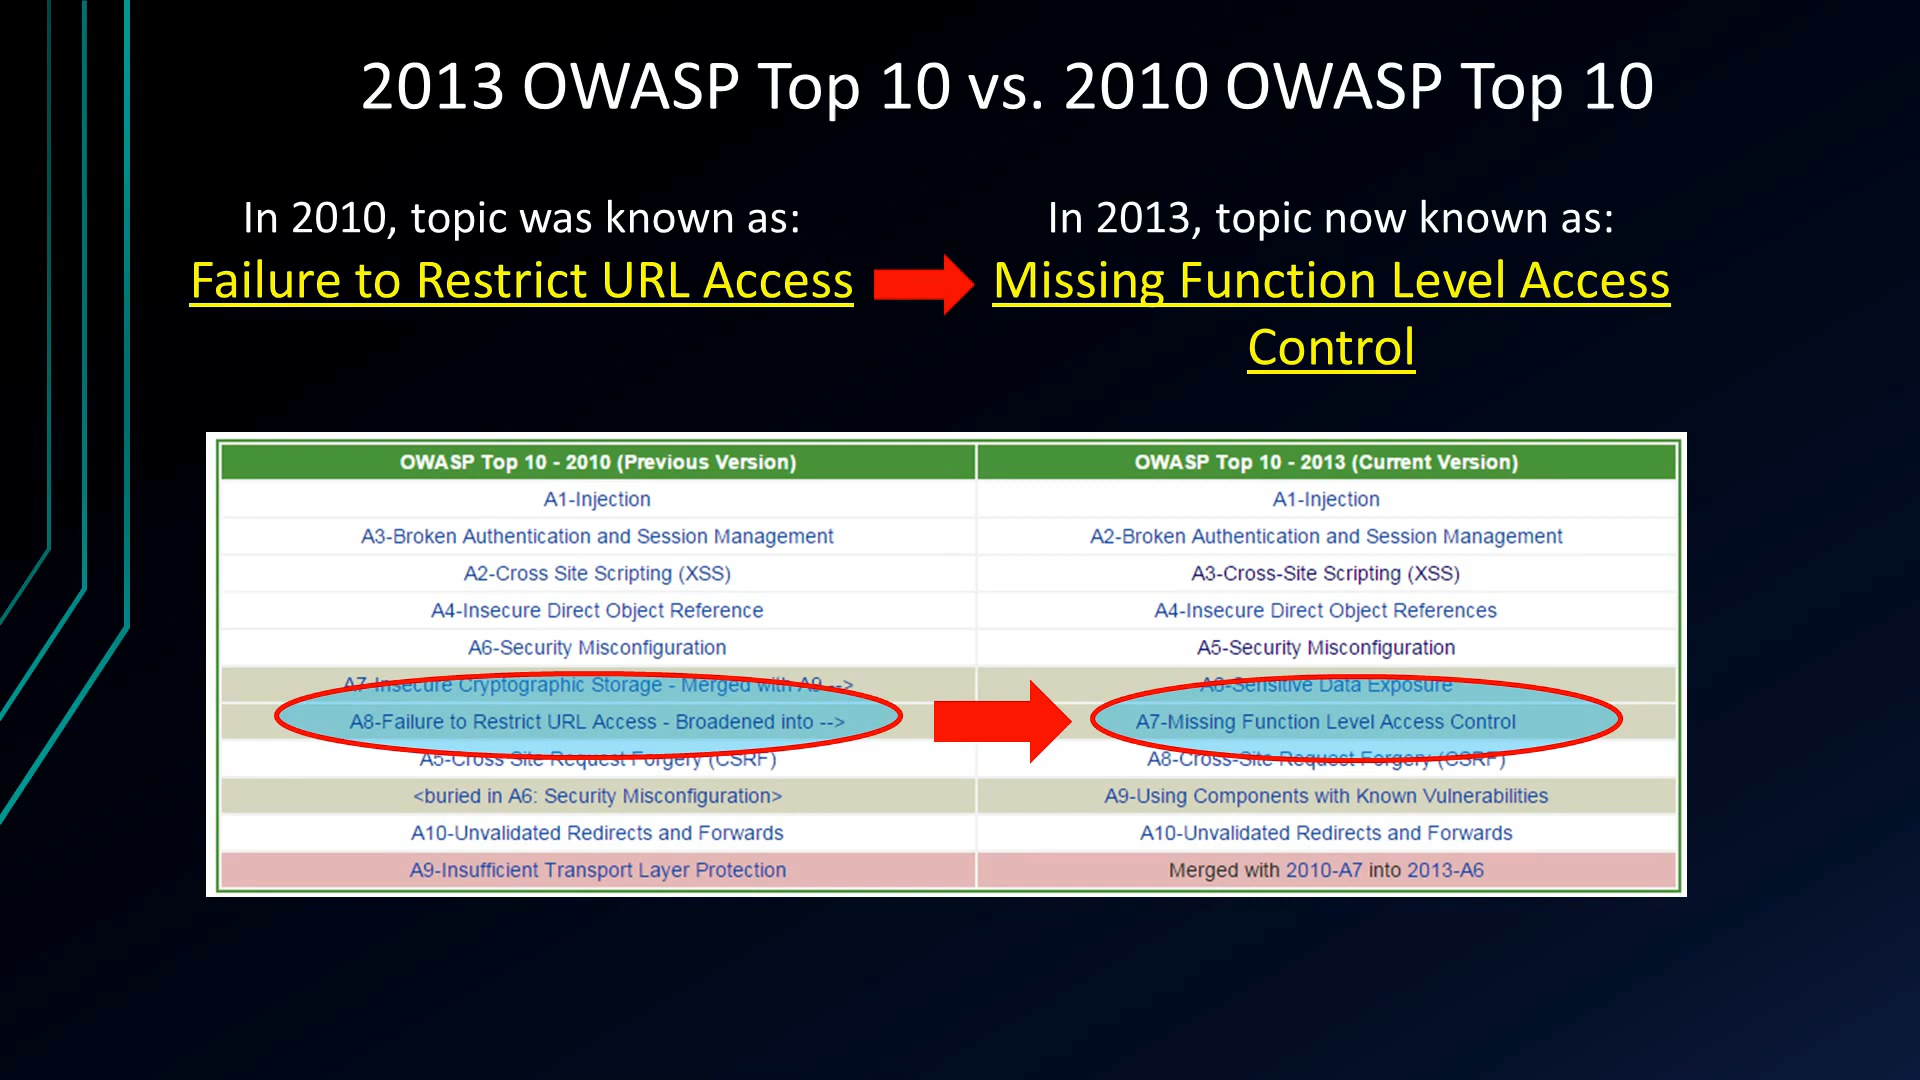 2013 OWASP Top 10 vs. 2010 OWASP Top 10
In 2010, topic was known as:
Failure to Restrict URL Access
In 2013, topic now known as:
Missing Function Level Access
Control
OWASP Top 10 - 2010 (Previous Version) OWASP Top 10 - 2013 (Current Version)
A1-Injection A1-Injection
A3-Broken Authentication and Session Management A2-Broken Authentication and Session Management
A2-Cross Site Scripting (XSS) A3-Cross-Site Scripting (XSS)
A4-Insecure Direct Object Reference A4-Insecure Direct Object References
A6-Security Misconfiguration A5-Security Misconfiguration
A7-Insecure Cryptographic Storage - Merged with A9 --> A6-Sensitive Data Exposure
A8-Failure to Restrict URL Access - Broadened into --> A7-Missing Function Level Access Control
A5-Cross Site Request Forgery (CSRF) A8-Cross-Site Request Forgery (CSRF)
<buried in A6: Security Misconfiguration> A9-Using Components with Known Vulnerabilities
A10-Unvalidated Redirects and Forwards A10-Unvalidated Redirects and Forwards
A9-Insufficient Transport Layer Protection Merged with 2010-A7 into 2013-A6